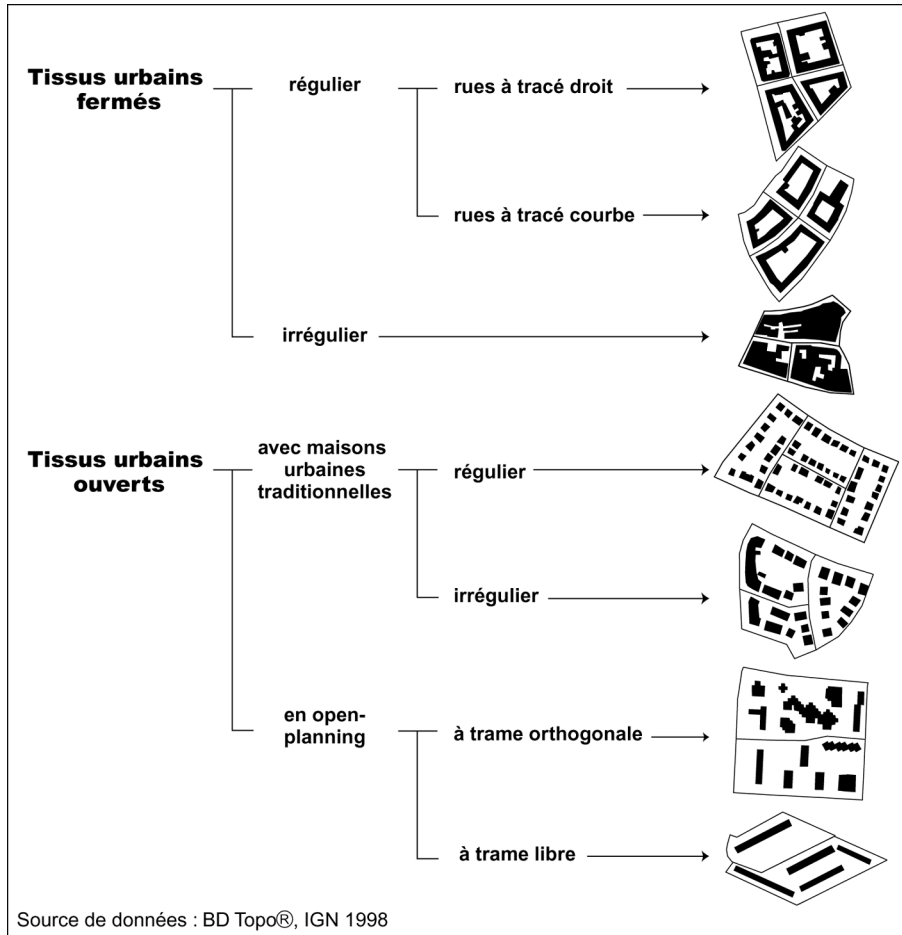 Tissus urbains
fermés
régulier
rues à tracé droit
rues à tracé courbe
irrégulier
Tissus urbains
ouverts
avec maisons
urbaines
traditionnelles
régulier
irrégulier
en open-
planning
à trame orthogonale
à trame libre
Source de données : BD Topo®, IGN 1998